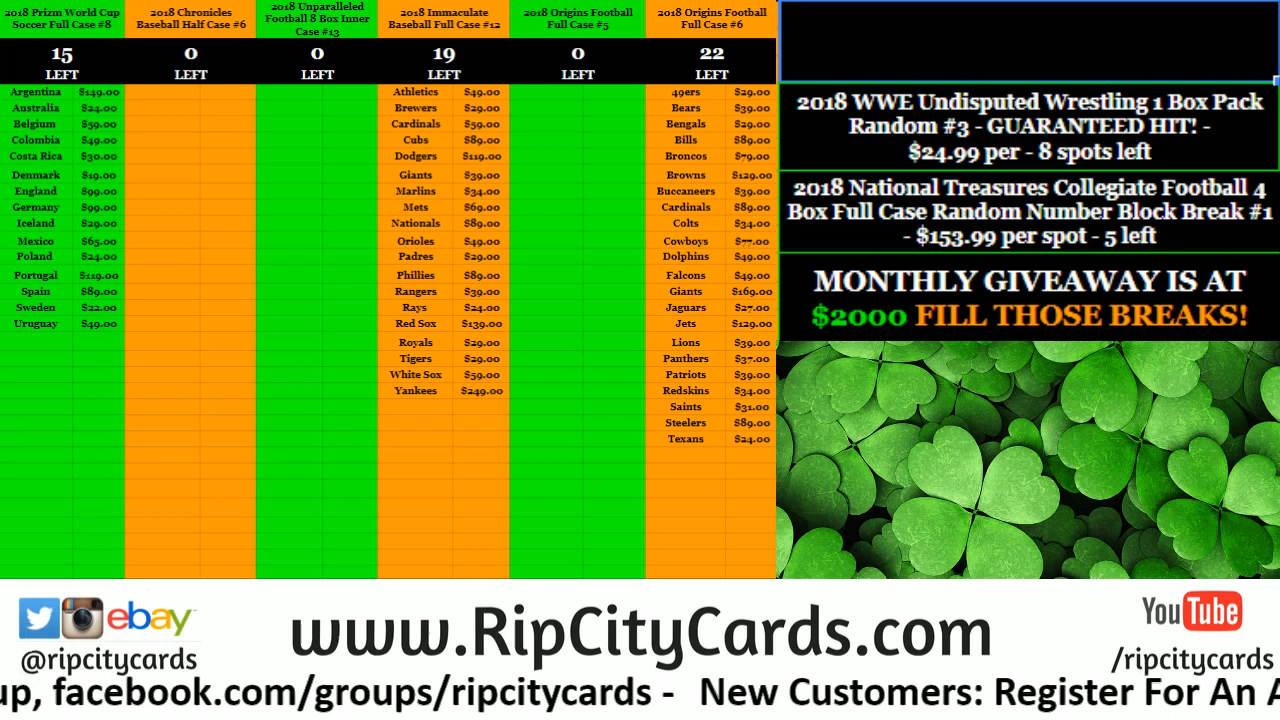 2018 Prizm World Cup
Soccer Full Case #8
15
LEFT
Argentina $149.00
Australia $24.00
Belgium $59.00
Colombia $49.00
Costa Rica $30.00
Denmark $19.00
England $99.00
Germany $99.00
Iceland $29.00
Mexico $65.00
Poland $24.00
Portugal $119.00
Spain $89.00
Sweden $22.00
Uruguay $49.00
2018 Chronicles
Baseball Half Case #6
0
LEFT
2018 Unparalleled
Football 8 Box Inner
Case #13
0
LEFT
2018 Immaculate
Baseball Full Case #12
19
LEFT
Athletics $49.00
Brewers $29.00
Cardinals $59.00
Cubs $89.00
Dodgers $119.00
Giants $39.00
Marlins $34.00
Mets $69.00
Nationals $89.00
Orioles $49.00
Padres $29.00
Phillies $89.00
Rangers $39.00
Rays $24.00
Red Sox $139.00
Royals $29.00
Tigers $29.00
White Sox $59.00
Yankees $249.00
2018 Origins Football
Full Case #5
0
LEFT
2018 Origins Football
Full Case #6
22
LEFT
49ers $29.00
Bears $39.00
Bengals $29.00
Bills $89.00
Broncos $79.00
Browns $129.00
Buccaneers $39.00
Cardinals $89.00
Colts $34.00
Cowboys $77.00
Dolphins $49.00
Falcons $49.00
Giants $169.00
Jaguars $27.00
Jets $129.00
Lions $39.00
Panthers $37.00
Patriots $39.00
Redskins $34.00
Saints $31.00
Steelers $89.00
Texans $24.00
2018 WWE Undisputed Wrestling 1 Box Pack
Random #3 - GUARANTEED HIT! -
$24.99 per - 8 spots left
2018 National Treasures Collegiate Football 4
Box Full Case Random Number Block Break #1
- $153.99 per spot - 5 left
MONTHLY GIVEAWAY IS AT
$2000 FILL THOSE BREAKS!
ebay
@ripcitycards
www.RipCityCards.com
YouTube
/ripcitycards
up, facebook.com/groups/ripcitycards - New Customers: Register For An A